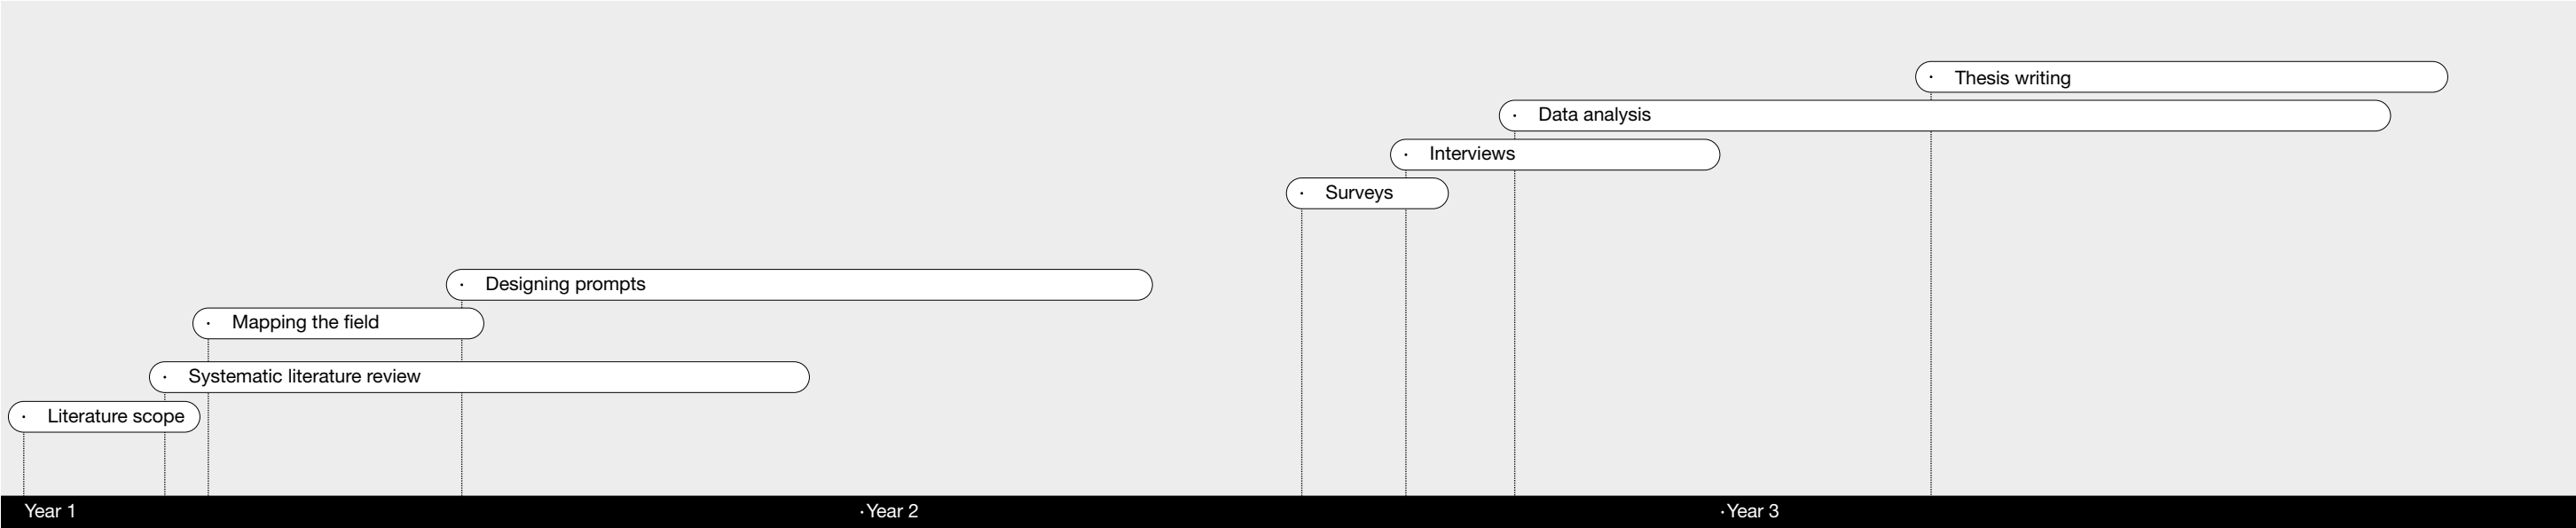 Thesis writing
Data analysis
Interviews
Surveys
Designing prompts
Mapping the field
Systematic literature review
Literature scope
Year 1 ·Year 2 ·Year 3